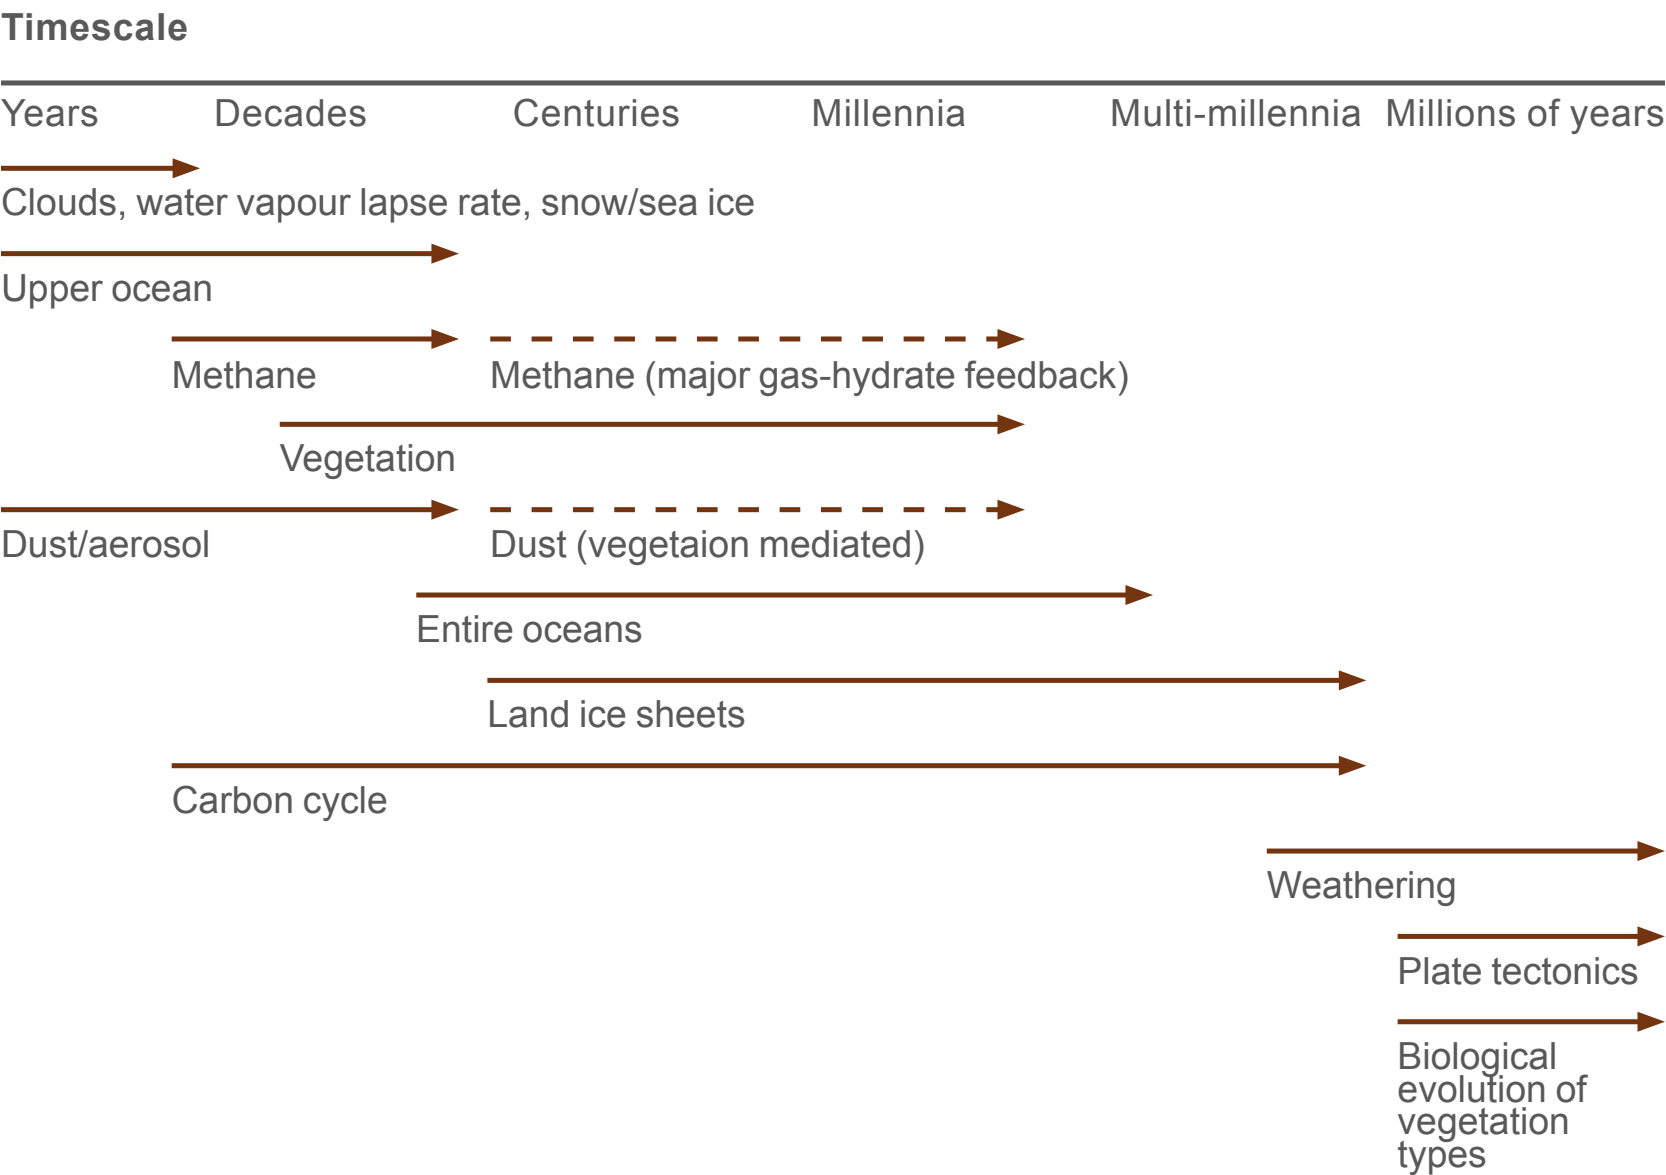 Timescale
Years Decades Centuries Millennia Multi-millennia Millions of years
Clouds, water vapour lapse rate, snow/sea ice
Upper ocean
Methane Methane (major gas-hydrate feedback)
Vegetation
Dust/aerosol Dust (vegetaion mediated)
Entire oceans
Land ice sheets
Carbon cycle
Weathering
Plate tectonics
Biological
evolution of
vegetation
types